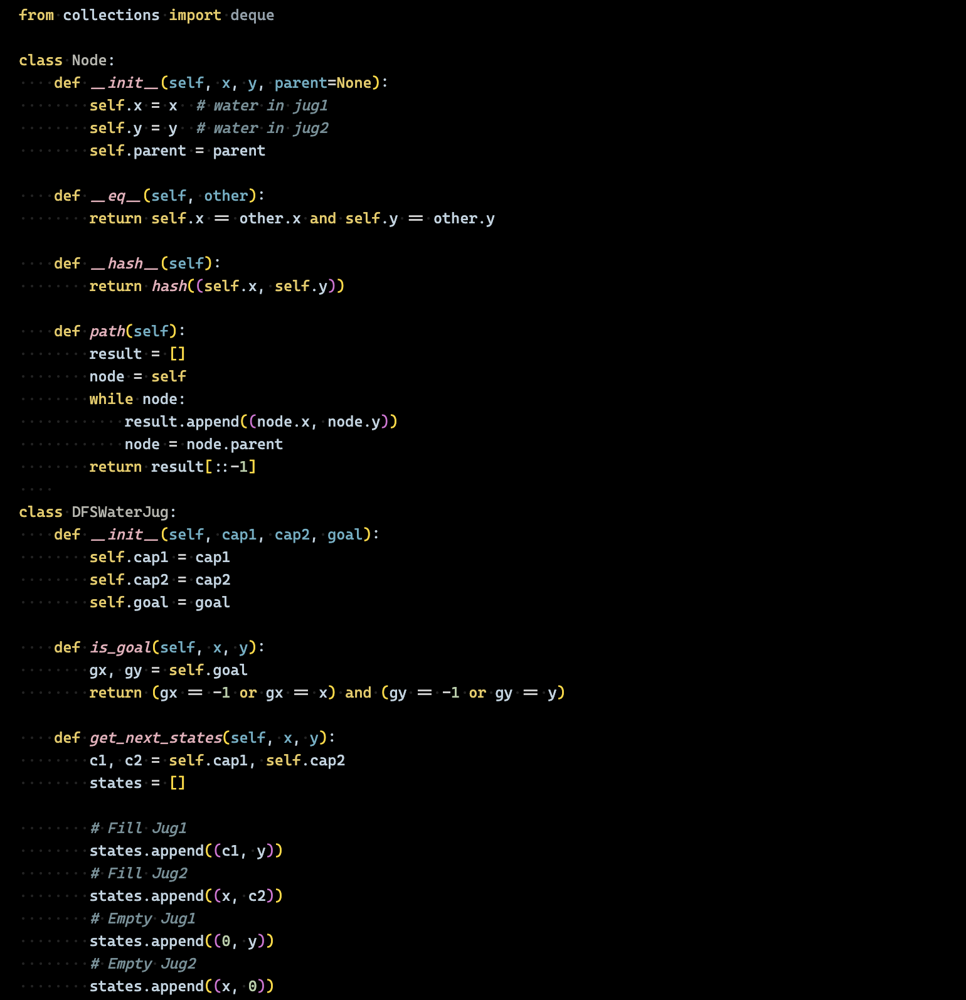 from collections import deque

class Node:
    def __init__(self, x, y, parent=None):
        self.x = x  # water in jug1
        self.y = y  # water in jug2
        self.parent = parent

    def __eq__(self, other):
        return self.x == other.x and self.y == other.y

    def __hash__(self):
        return hash((self.x, self.y))

    def path(self):
        result = []
        node = self
        while node:
            result.append((node.x, node.y))
            node = node.parent
        return result[::-1]

class DFSWaterJug:
    def __init__(self, cap1, cap2, goal):
        self.cap1 = cap1
        self.cap2 = cap2
        self.goal = goal

    def is_goal(self, x, y):
        gx, gy = self.goal
        return (gx == -1 or gx == x) and (gy == -1 or gy == y)

    def get_next_states(self, x, y):
        c1, c2 = self.cap1, self.cap2
        states = []

        # Fill Jug1
        states.append((c1, y))
        # Fill Jug2
        states.append((x, c2))
        # Empty Jug1
        states.append((0, y))
        # Empty Jug2
        states.append((x, 0))